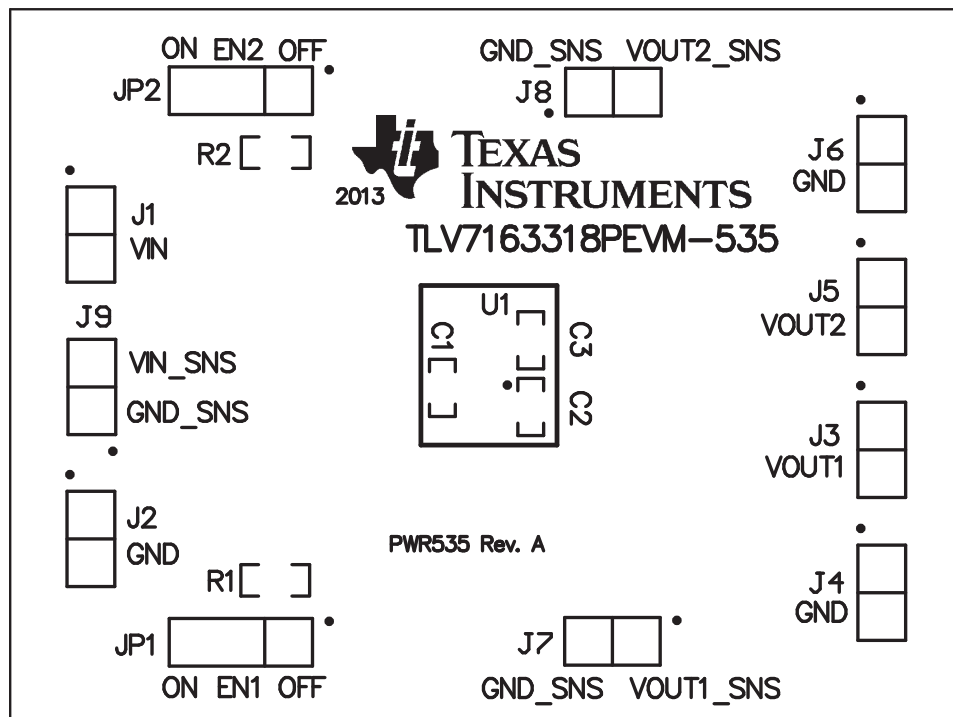 ON EN2 OFF
JP2
GND_SNS VOUT2_SNS
J8
R2
TEXAS
INSTRUMENTS
2013
TLV7163318PEVM-535
J6
GND
J1
VIN
J5
VOUT2
J9
VIN_SNS
GND_SNS
U1
C1
C3
C2
J3
VOUT1
J2
GND
PWR535 Rev. A
R1
J4
GND
JP1
ON EN1 OFF
J7
GND_SNS VOUT1_SNS